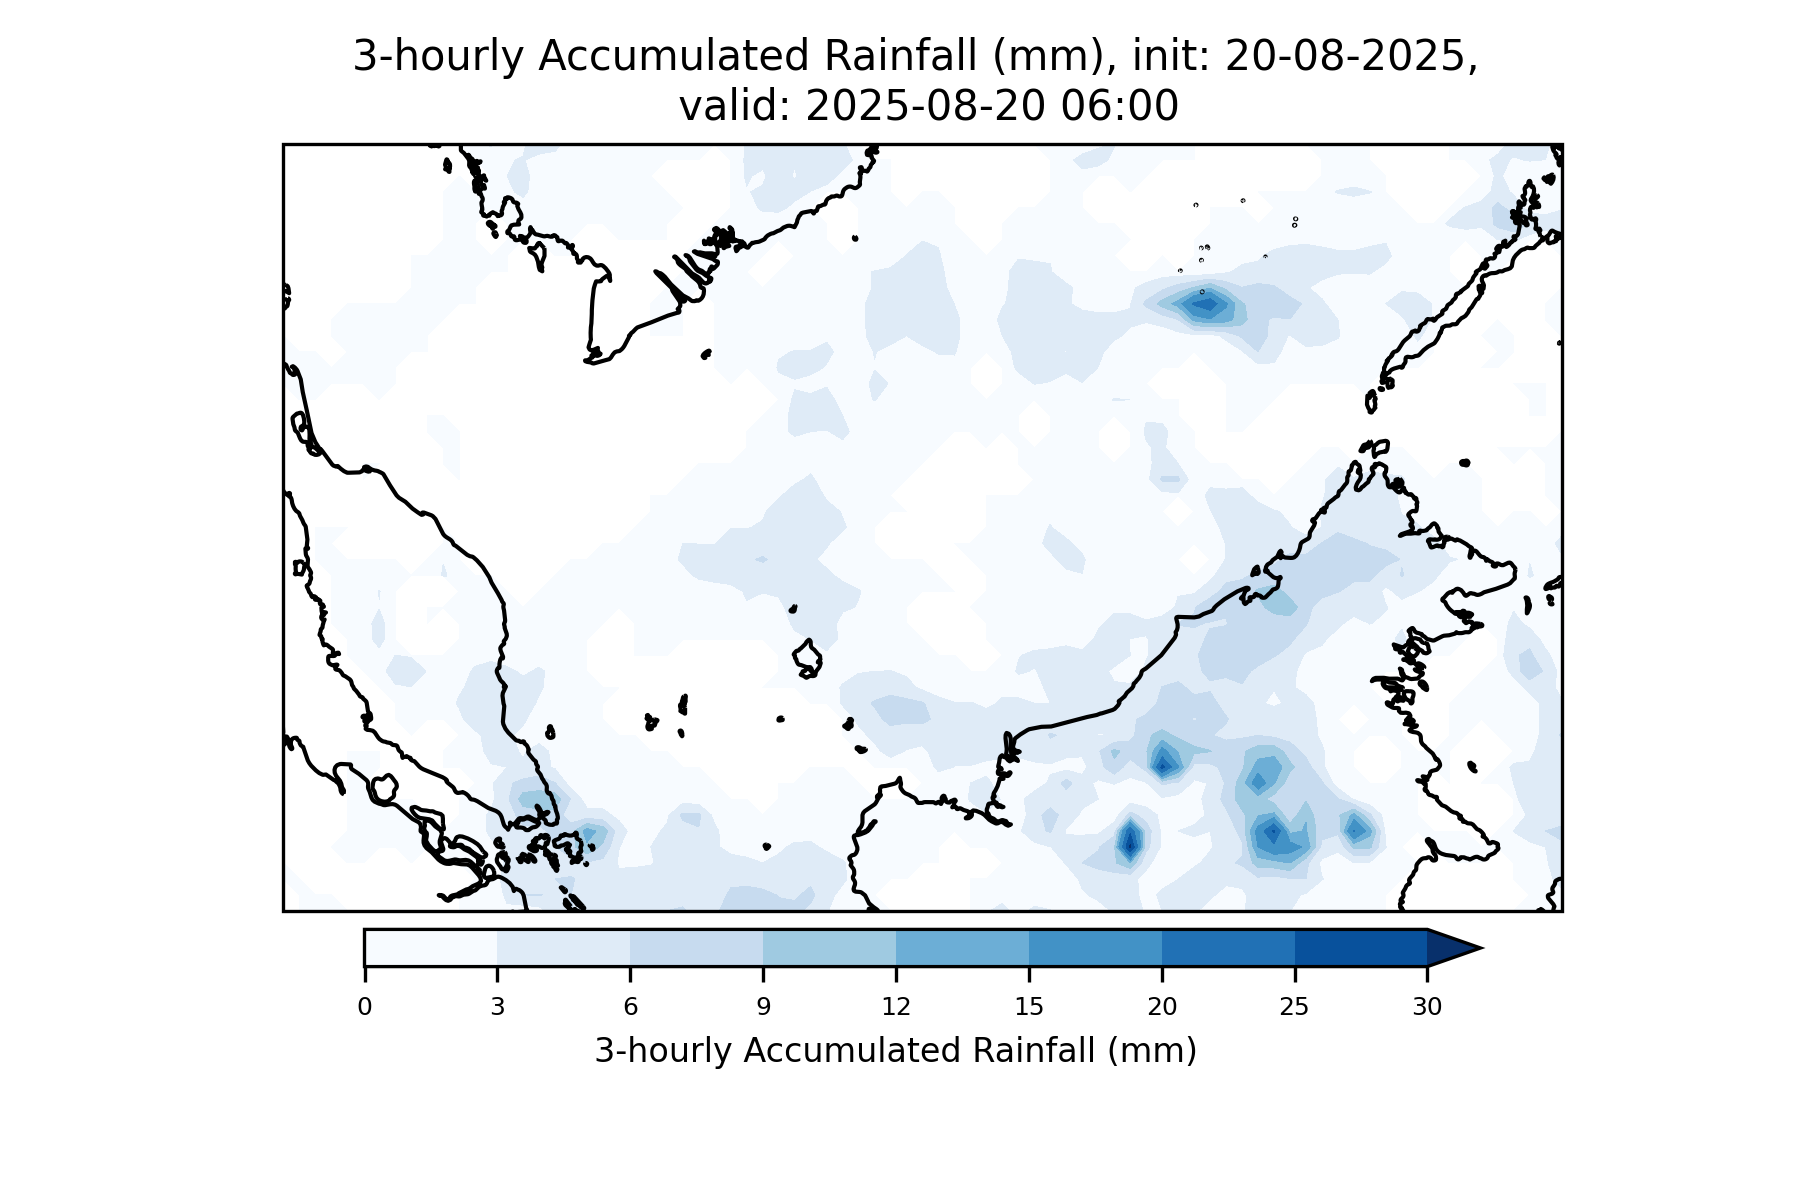 3-hourly Accumulated Rainfall (mm), init: 20-08-2025,
valid: 2025-08-20 06:00
0 3 6 9 12 15 20 25 30
3-hourly Accumulated Rainfall (mm)